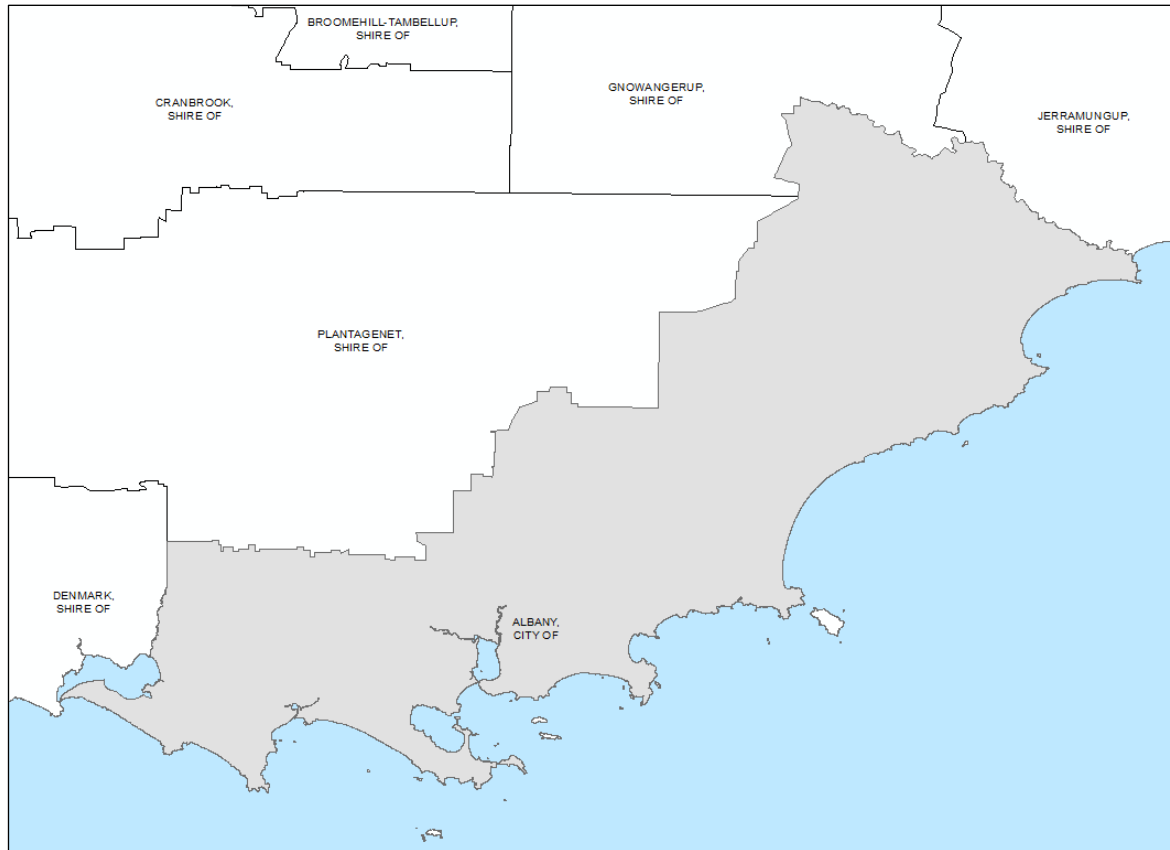 BROOMEHILL-TAMBELLUP,
SHIRE OF
GNOWANGERUP,
SHIRE OF
CRANBROOK,
SHIRE OF
JERRAMUNGUP,
SHIRE OF
PLANTAGENET,
SHIRE OF
DENMARK,
SHIRE OF
ALBANY,
CITY OF